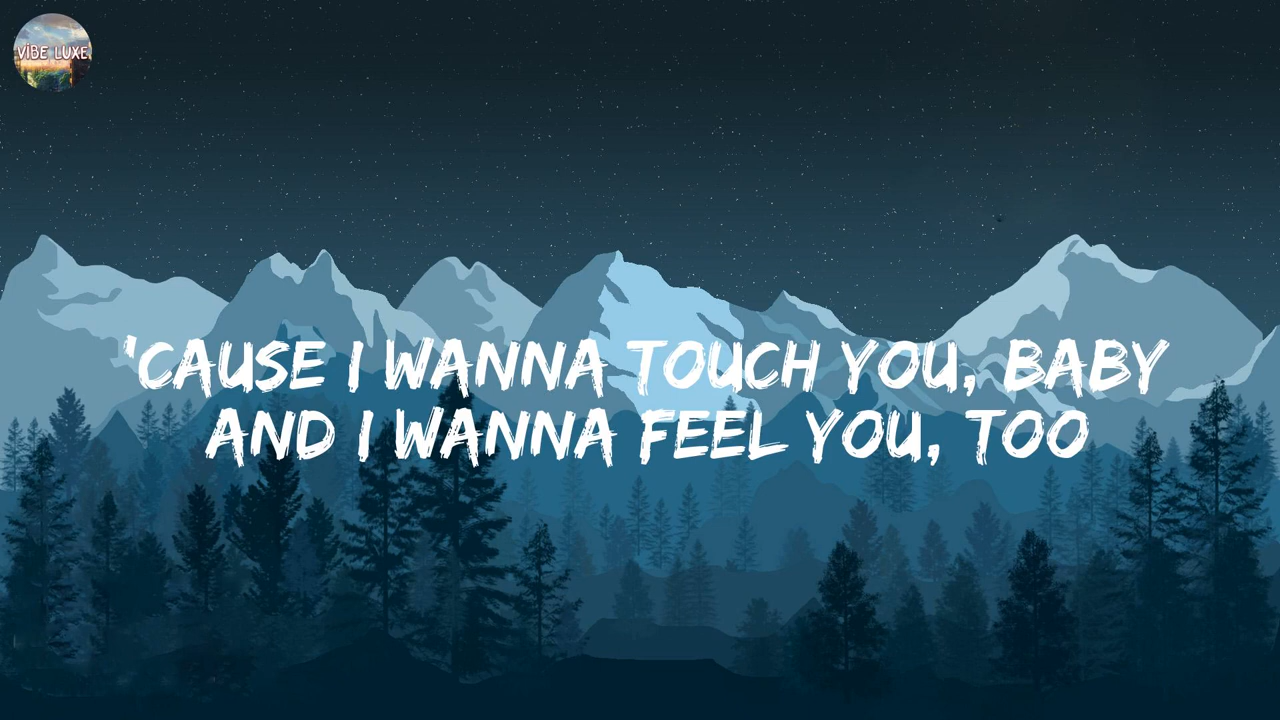 VIBE LUXE
'CAUSE I WANNA TOUCH YOU, BABY
AND I WANNA FEEL YOU, TOO